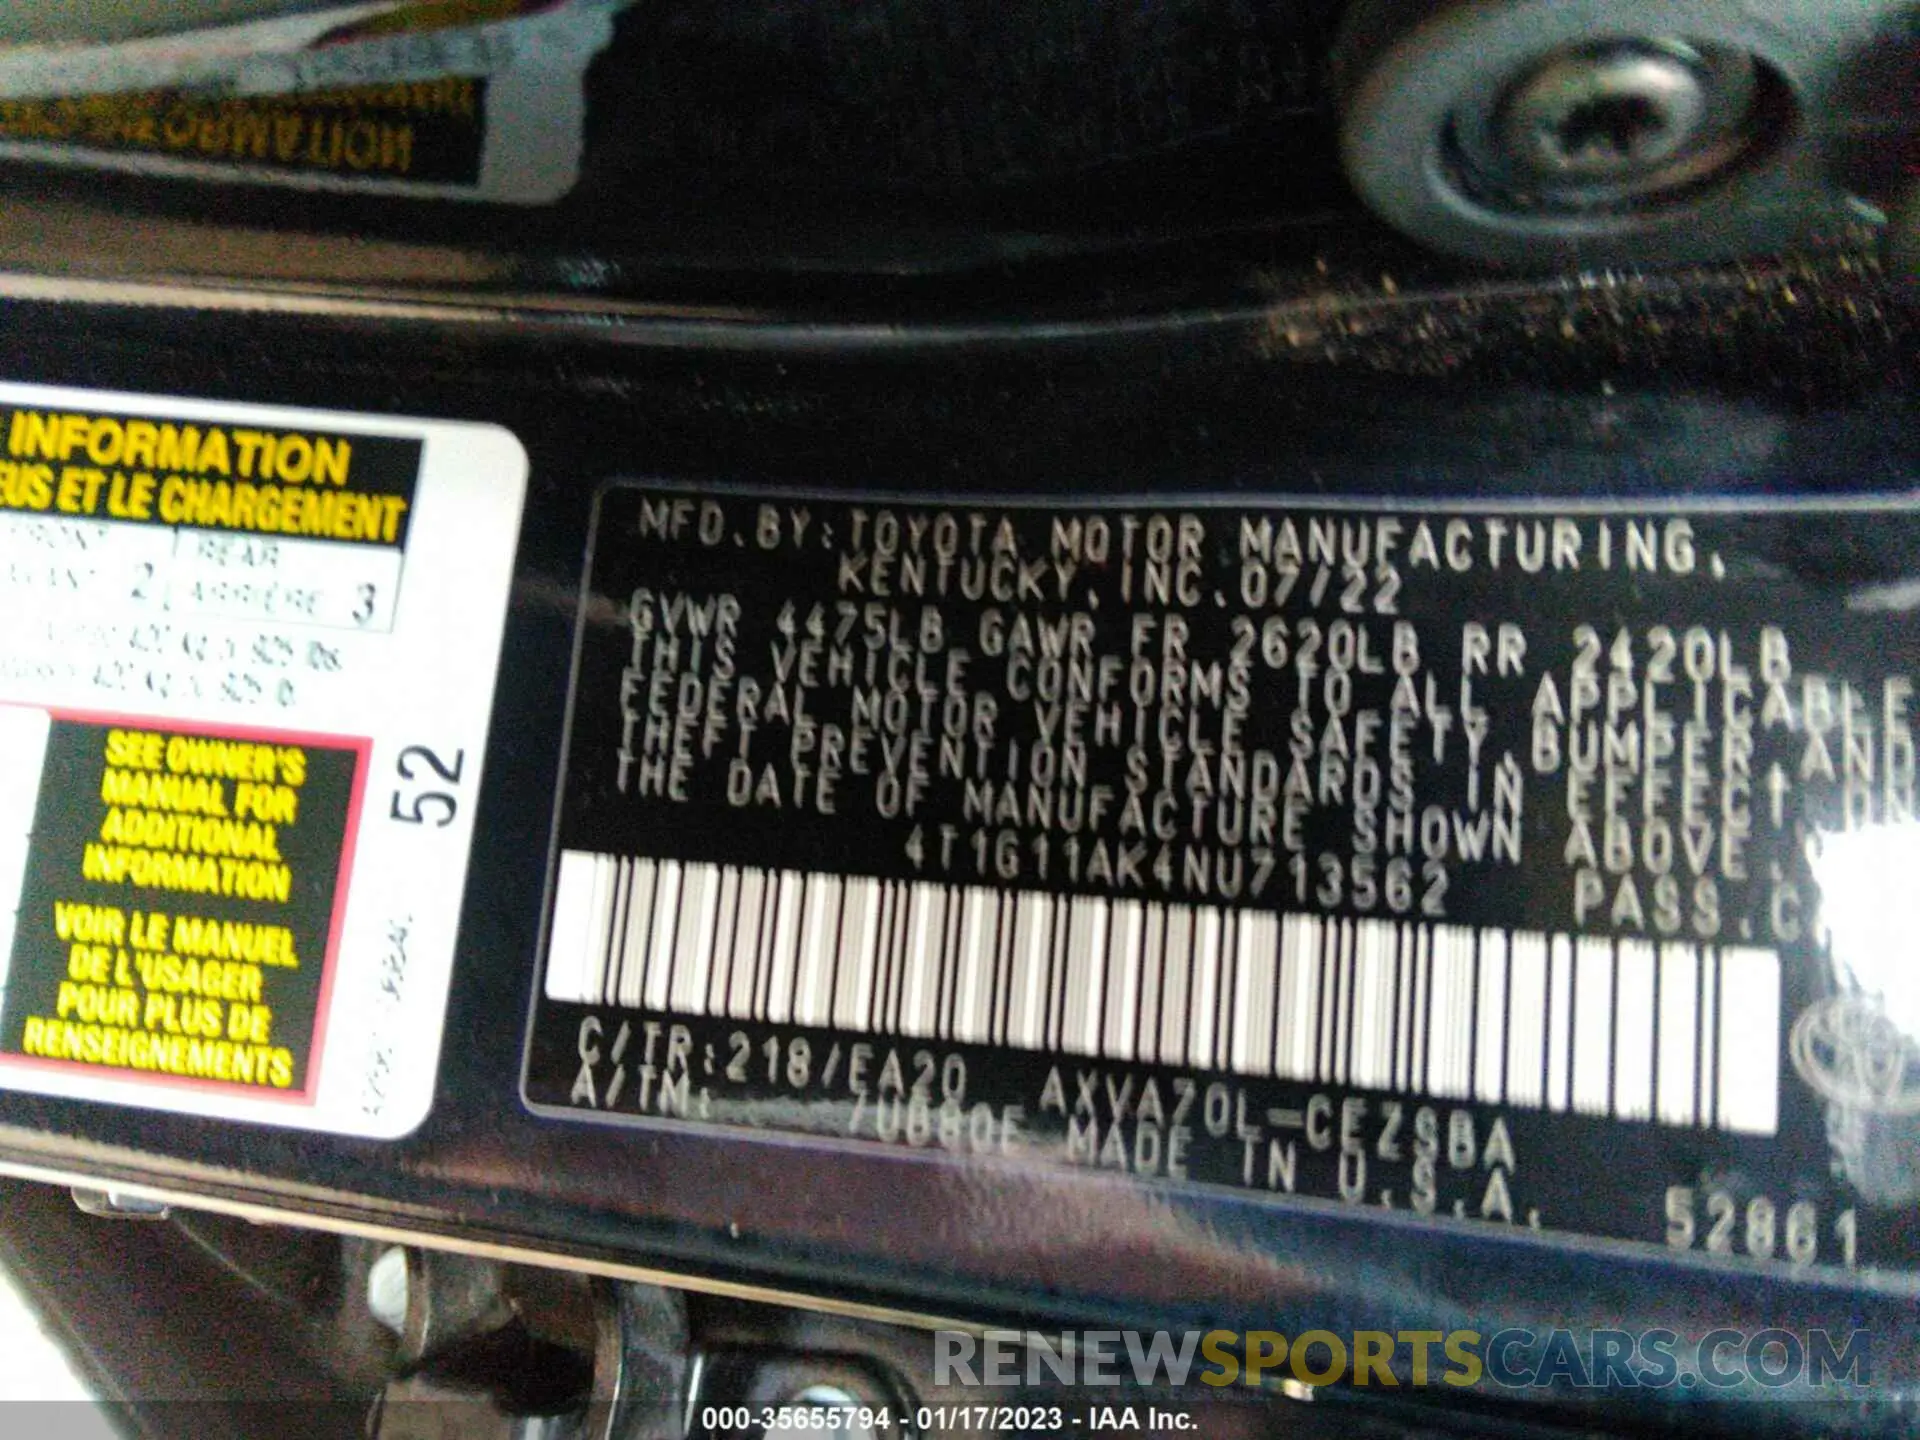 INFORMATION
EUS ET LE CHARGEMENT
FRONT REAR
2 ARRIÈRE 3
SEE OWNER'S
MANUAL FOR
ADDITIONAL
INFORMATION
VOIR LE MANUEL
DE L'USAGER
POUR PLUS DE
RENSEIGNEMENTS
52
MFD. BY: TOYOTA MOTOR MANUFACTURING,
KENTUCKY, INC. 07/22
GVWR 4475LB GAWR FR 2620LB RR 2420LB
THIS VEHICLE CONFORMS TO ALL APPLICABLE
FEDERAL MOTOR VEHICLE SAFETY, BUMPER, AND
THEFT PREVENTION STANDARDS IN EFFECT ON
THE DATE OF MANUFACTURE SHOWN ABOVE.
4T1G11AK4NU713562 PASS.
C/TR: 218/EA20 AXVA70L-CEZSBA
A/TM: MADE IN U.S.A.
52861
RENEWSPORTSCARS.COM
000-35655794 - 01/17/2023 - IAA Inc.